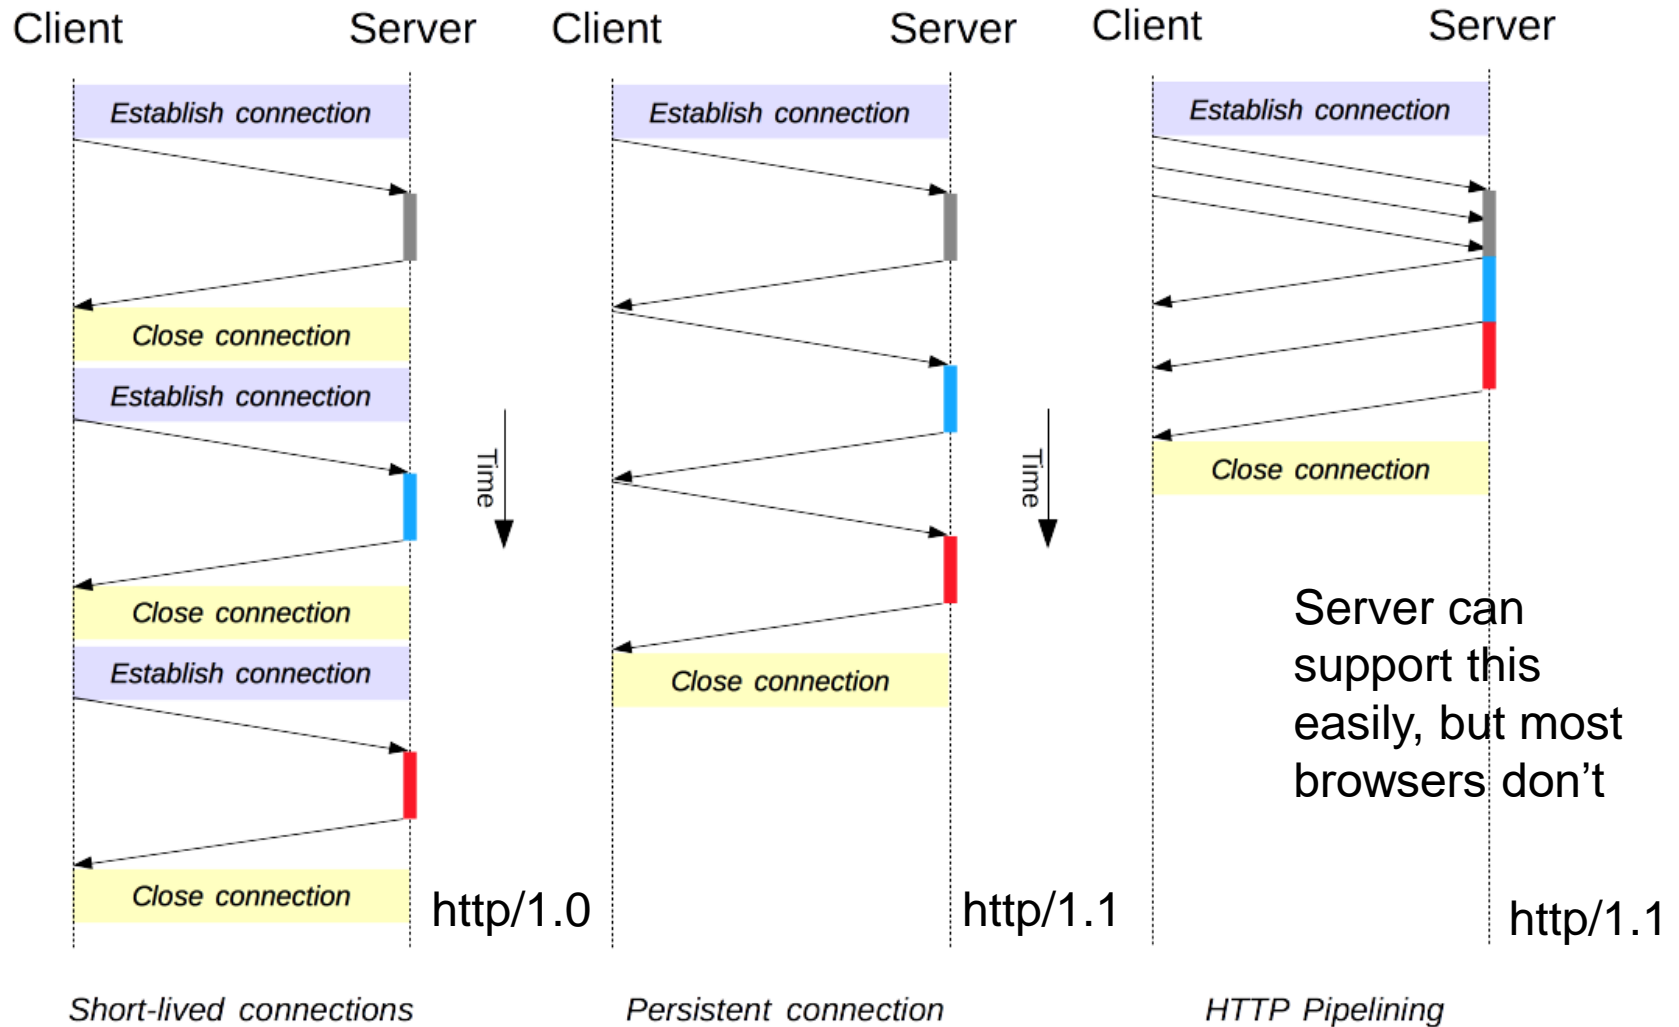 Client
Server
Client
Server
Client
Server
Establish connection
Close connection
Establish connection
Close connection
Establish connection
Close connection
http/1.0
Short-lived connections
Time
Establish connection
Close connection
http/1.1
Persistent connection
Time
Establish connection
Close connection
Server can
support this
easily, but most
browsers don’t
http/1.1
HTTP Pipelining